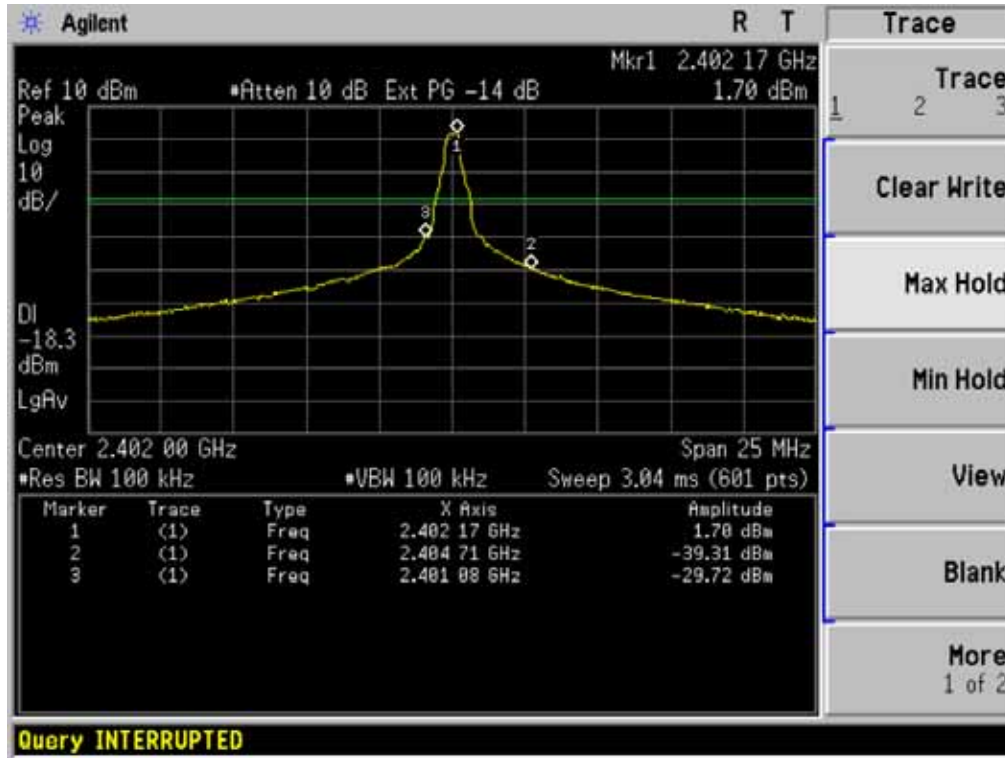 Agilent R T Trace
Mkr1 2.402 17 GHz
Ref 10 dBm *Atten 10 dB Ext PG -14 dB 1.70 dBm
Peak
Log
10
dB/
1
3
2
DI
-18.3
dBm
LgAv
Center 2.402 00 GHz Span 25 MHz
*Res BW 100 kHz *VBW 100 kHz Sweep 3.04 ms (601 pts)
Marker Trace Type X Axis Amplitude
1 (1) Freq 2.402 17 GHz 1.70 dBm
2 (1) Freq 2.404 71 GHz -39.31 dBm
3 (1) Freq 2.401 08 GHz -29.72 dBm
Trace
1 2 3
Clear Write
Max Hold
Min Hold
View
Blank
More
1 of 2
Query INTERRUPTED